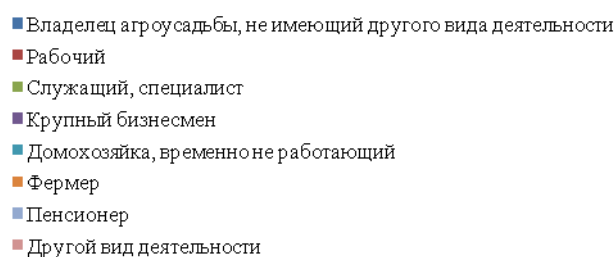 Владелец агроусадьбы, не имеющий другого вида деятельности
Рабочий
Служащий, специалист
Крупный бизнесмен
Домохозяйка, временно не работающий
Фермер
Пенсионер
Другой вид деятельности